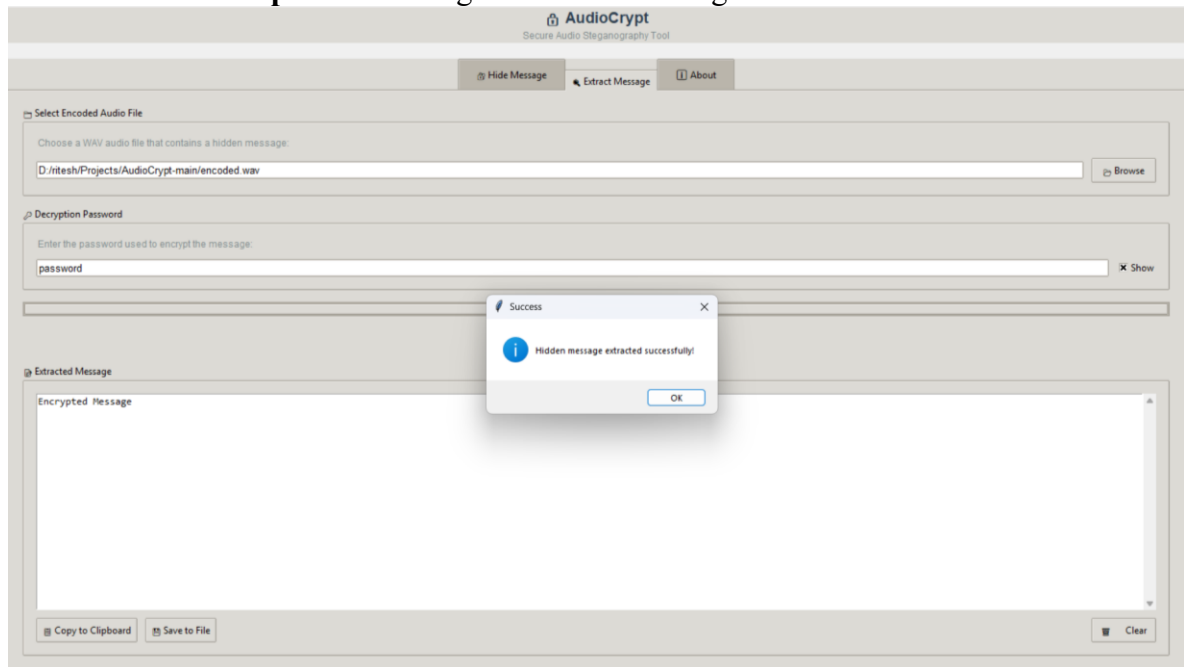 AudioCrypt
Secure Audio Steganography Tool
Hide Message
Extract Message
About
Select Encoded Audio File
Choose a WAV audio file that contains a hidden message:
D:/ritesh/Projects/AudioCrypt-main/encoded.wav
Browse
Decryption Password
Enter the password used to encrypt the message:
password
Show
Success
Hidden message extracted successfully!
OK
Extracted Message
Encrypted Message
Copy to Clipboard
Save to File
Clear